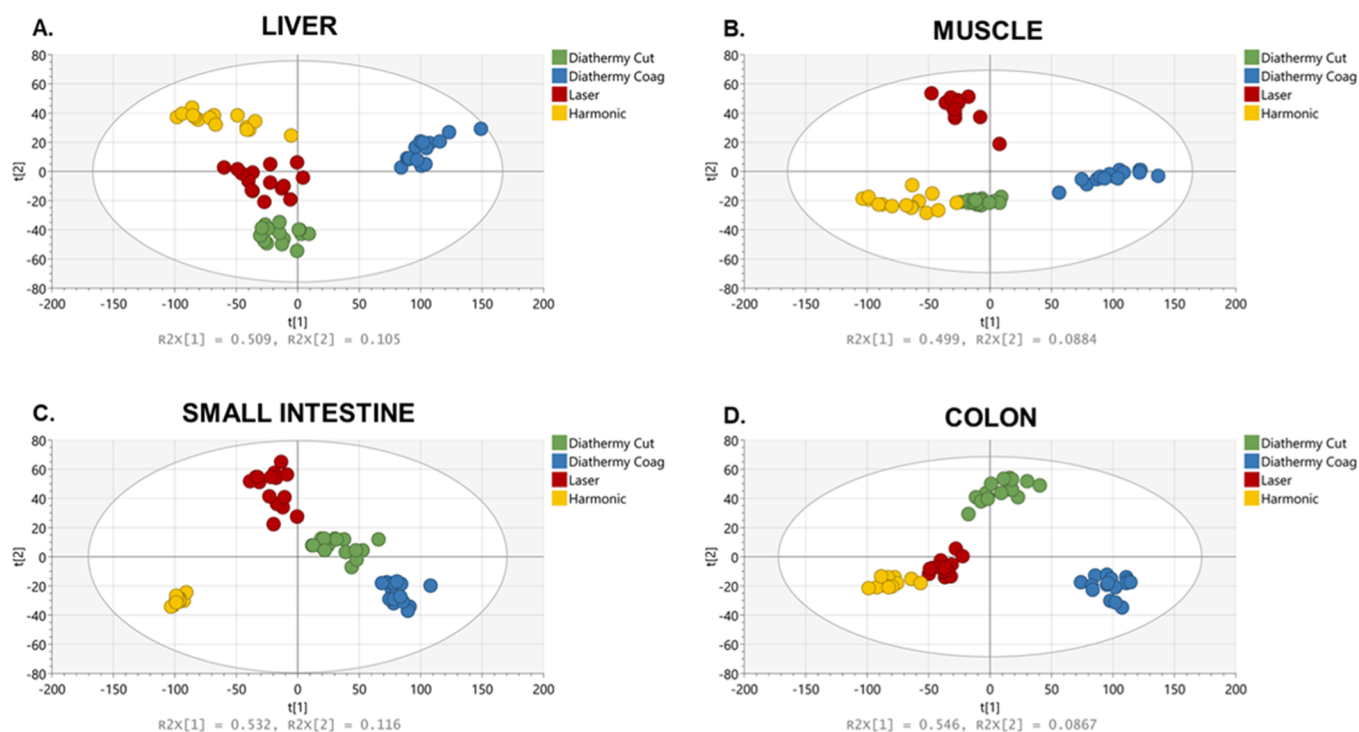 A.
LIVER
80
60
40
20
0
-20
-40
-60
-80
t[2]
-200 -150 -100 -50 0 50 100 150 200
t[1]
R2X[1] = 0.509, R2X[2] = 0.105
Diathermy Cut
Diathermy Coag
Laser
Harmonic
B.
MUSCLE
80
60
40
20
0
-20
-40
-60
-80
t[2]
-200 -150 -100 -50 0 50 100 150 200
t[1]
R2X[1] = 0.499, R2X[2] = 0.0884
Diathermy Cut
Diathermy Coag
Laser
Harmonic
C.
SMALL INTESTINE
80
60
40
20
0
-20
-40
-60
-80
t[2]
-200 -150 -100 -50 0 50 100 150 200
t[1]
R2X[1] = 0.532, R2X[2] = 0.116
Diathermy Cut
Diathermy Coag
Laser
Harmonic
D.
COLON
80
60
40
20
0
-20
-40
-60
-80
t[2]
-200 -150 -100 -50 0 50 100 150 200
t[1]
R2X[1] = 0.546, R2X[2] = 0.0867
Diathermy Cut
Diathermy Coag
Laser
Harmonic